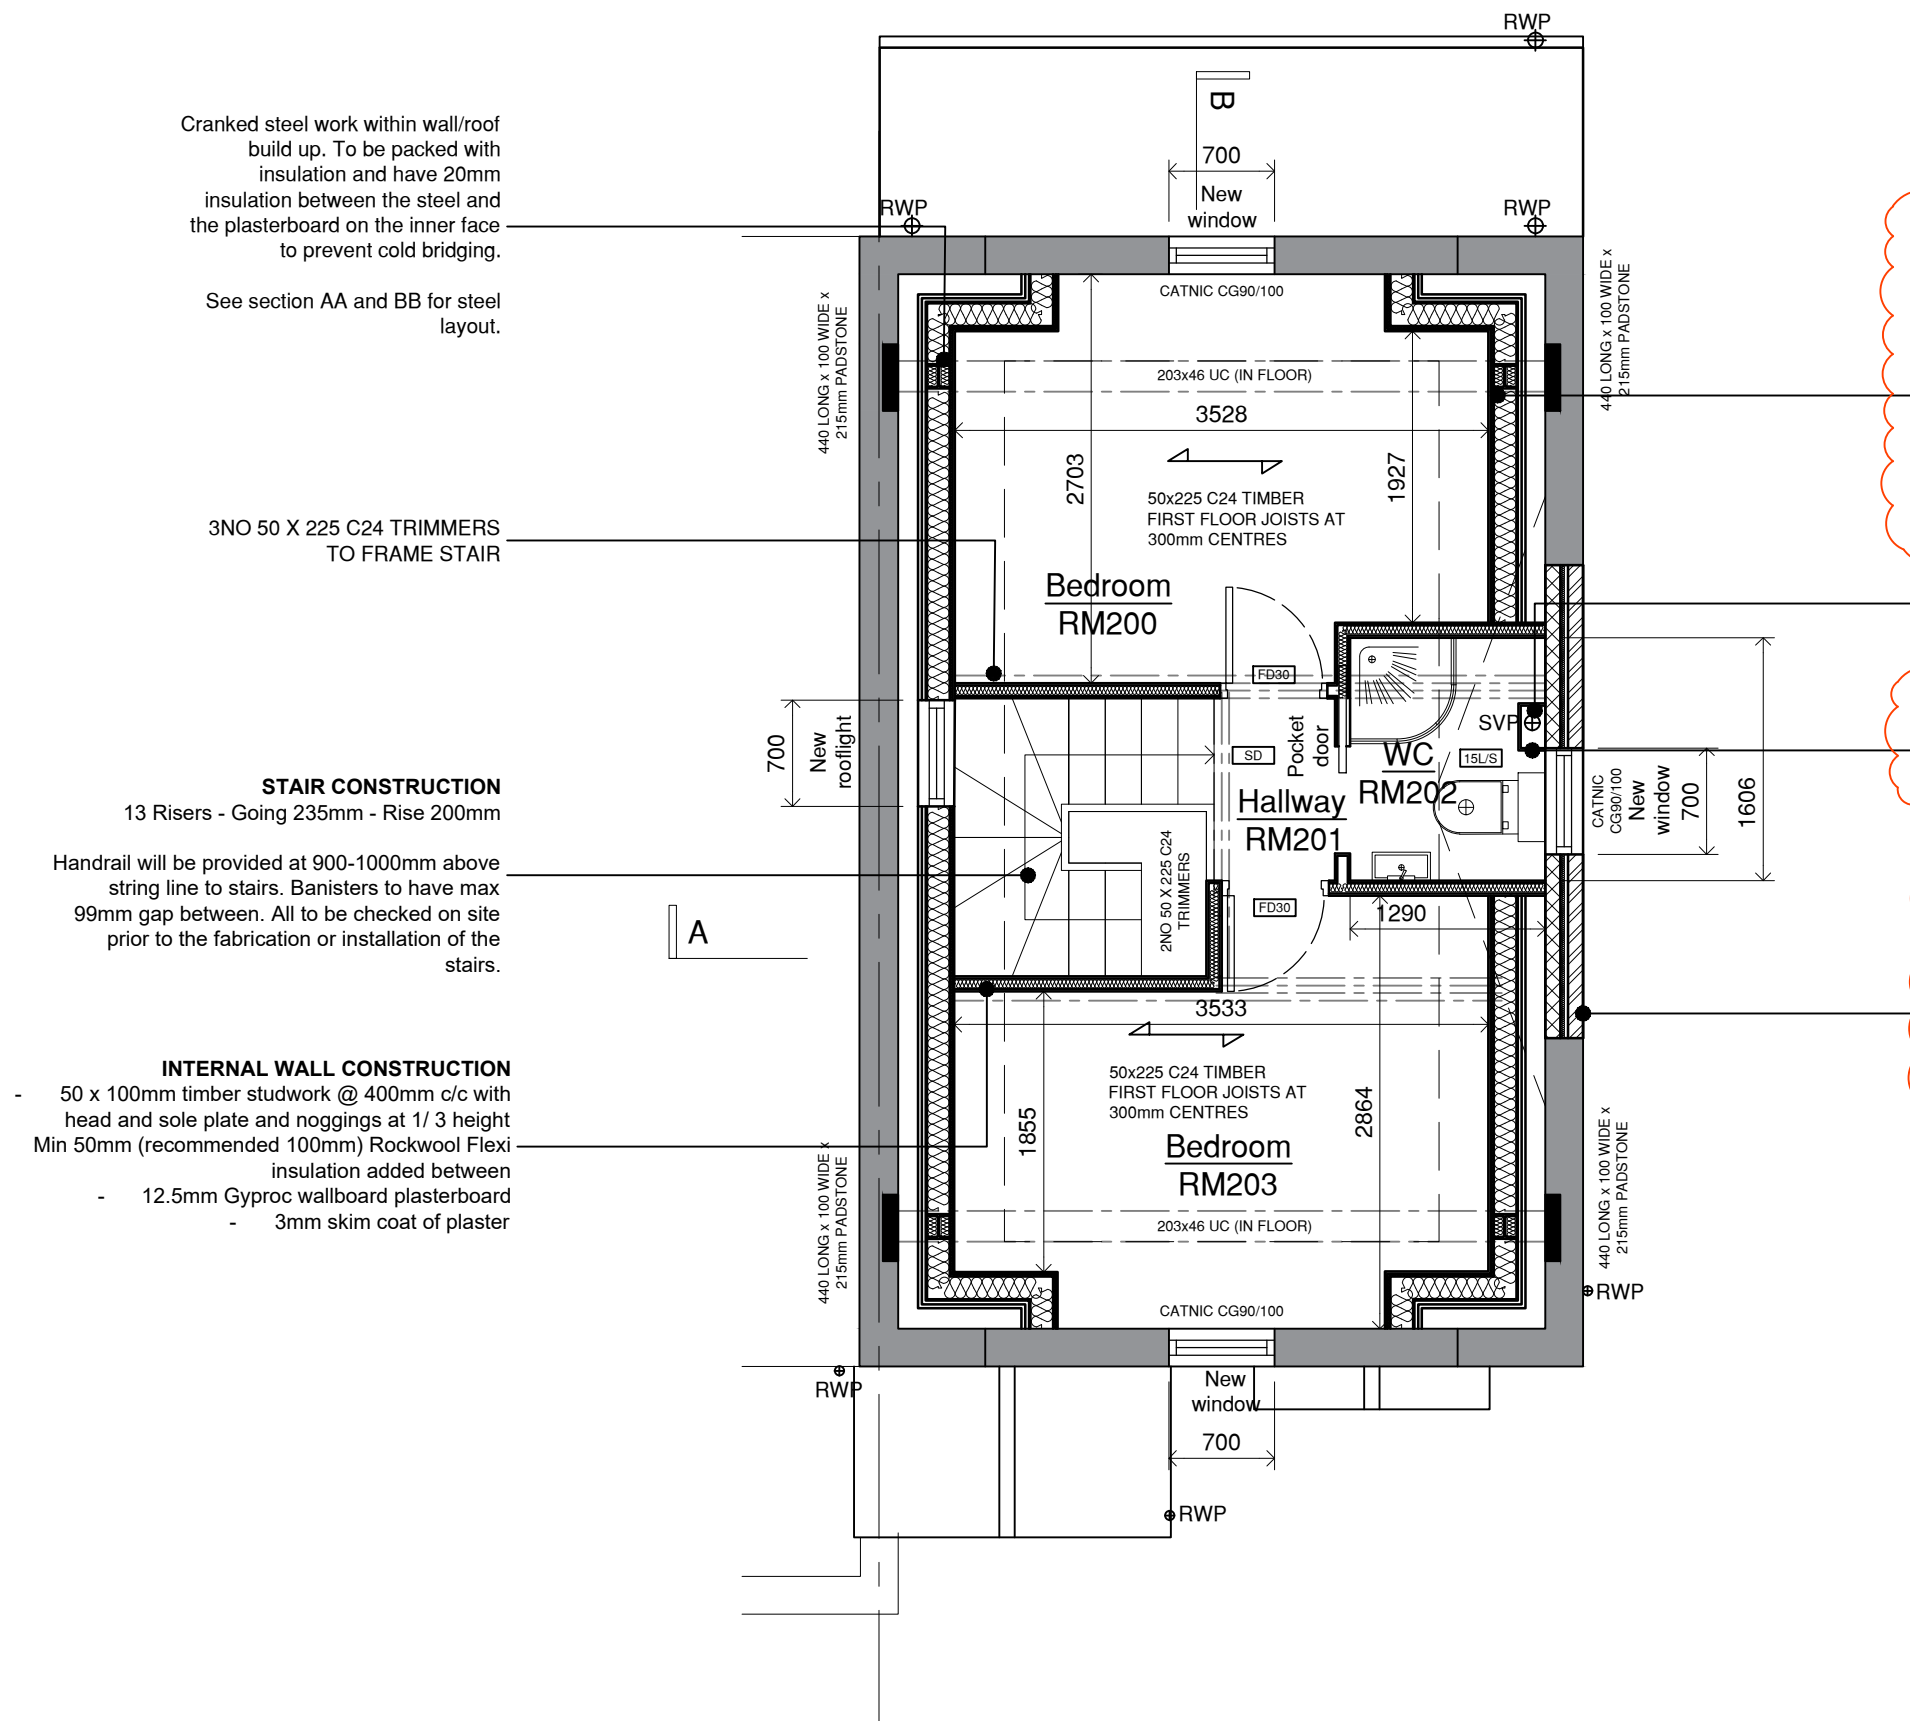 RWP
B
Cranked steel work within wall/roof
build up. To be packed with
insulation and have 20mm
insulation between the steel and
the plasterboard on the inner face
to prevent cold bridging.
See section AA and BB for steel
layout.
700
New
window
RWP
RWP
440 LONG x 100 WIDE x
215mm PADSTONE
CATNIC CG90/100
440 LONG x 100 WIDE x
215mm PADSTONE
203x46 UC (IN FLOOR)
3528
2703
1927
50x225 C24 TIMBER
FIRST FLOOR JOISTS AT
300mm CENTRES
3NO 50 X 225 C24 TRIMMERS
TO FRAME STAIR
Bedroom
RM200
FD30
700
New
rooflight
SD
Pocket
door
SVP
WC
RM202
15L/S
Hallway
RM201
CATNIC
CG90/100
New
window
700
1606
STAIR CONSTRUCTION
13 Risers - Going 235mm - Rise 200mm
Handrail will be provided at 900-1000mm above
string line to stairs. Banisters to have max
99mm gap between. All to be checked on site
prior to the fabrication or installation of the
stairs.
A
2NO 50 X 225 C24
TRIMMERS
FD30
1290
3533
INTERNAL WALL CONSTRUCTION
- 50 x 100mm timber studwork @ 400mm c/c with
head and sole plate and noggings at 1/ 3 height
Min 50mm (recommended 100mm) Rockwool Flexi
insulation added between
- 12.5mm Gyproc wallboard plasterboard
- 3mm skim coat of plaster
50x225 C24 TIMBER
FIRST FLOOR JOISTS AT
300mm CENTRES
1855
2864
Bedroom
RM203
440 LONG x 100 WIDE x
215mm PADSTONE
203x46 UC (IN FLOOR)
440 LONG x 100 WIDE x
215mm PADSTONE
RWP
CATNIC CG90/100
RWP
New
window
700
RWP